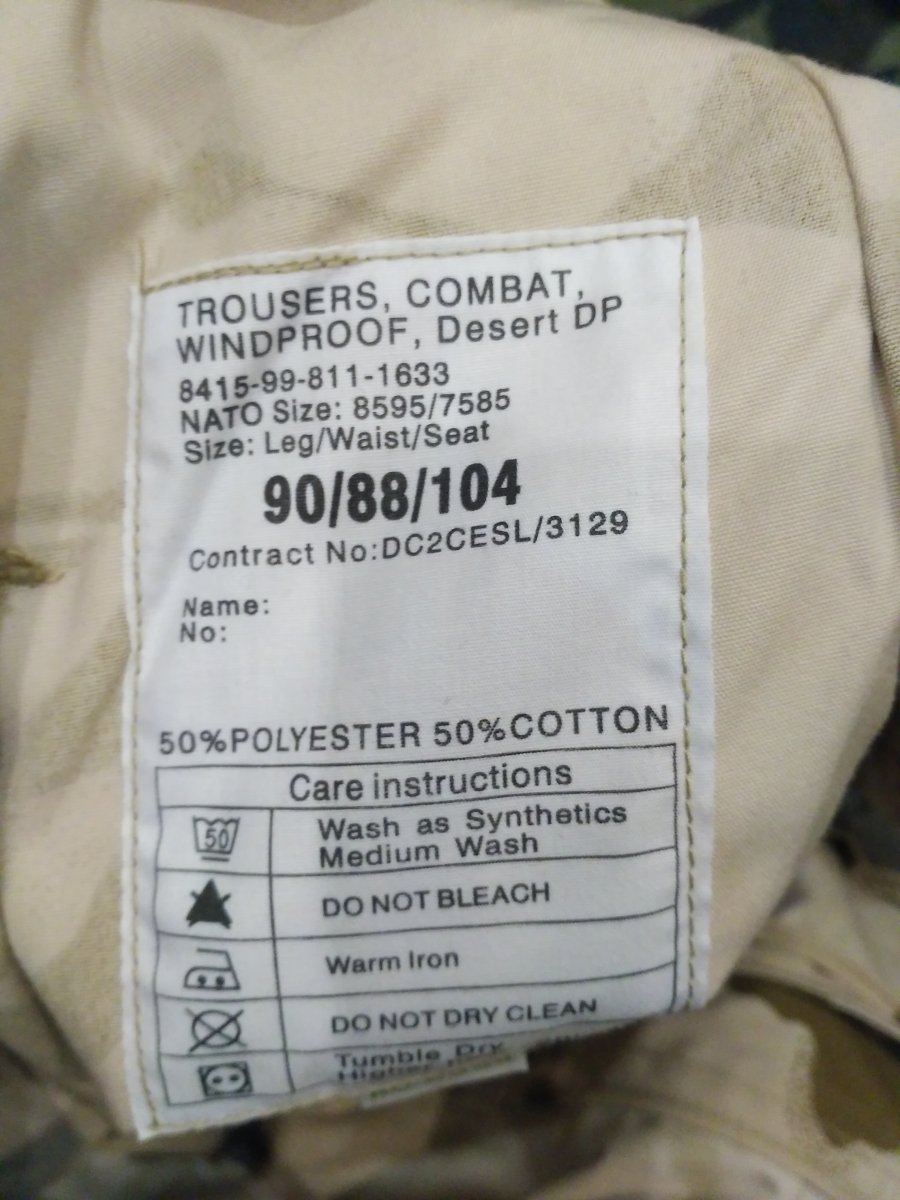 TROUSERS, COMBAT,
WINDPROOF, Desert DP
8415-99-811-1633
NATO Size: 8595/7585
Size: Leg/Waist/Seat
90/88/104
Contract No:DC2CESL/3129
Name:
No:
50%POLYESTER 50%COTTON
Care instructions
50
Wash as Synthetics
Medium Wash
DO NOT BLEACH
Warm Iron
DO NOT DRY CLEAN
Tumble Dry
Higher